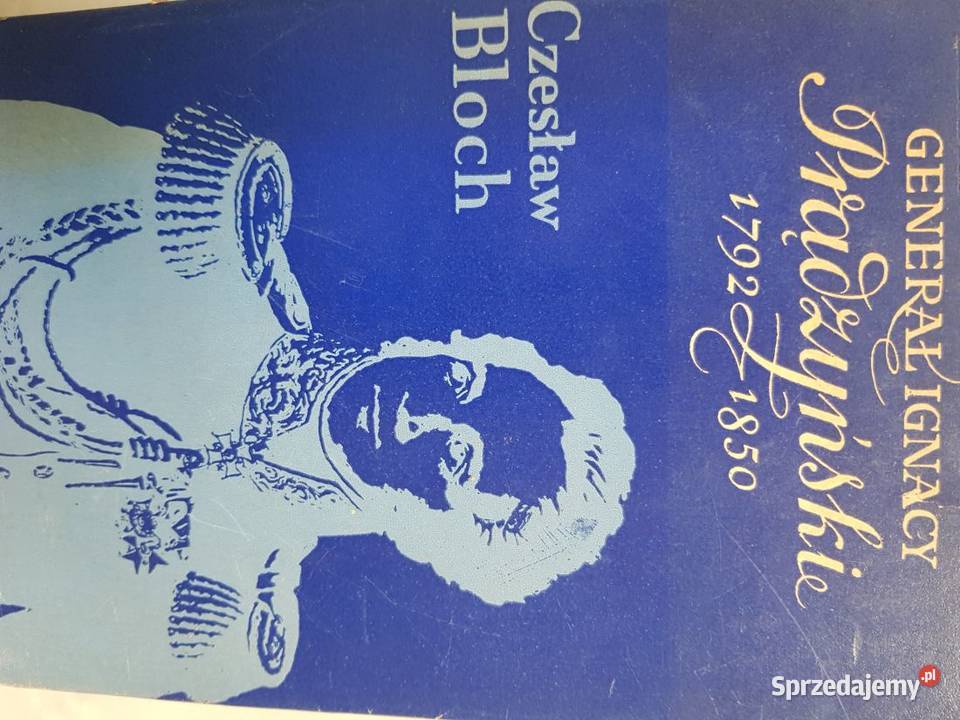 GENERAŁ IGNACY
Prądzyński
1792 1850
Czesław
Bloch
Sprzedajemy.pl